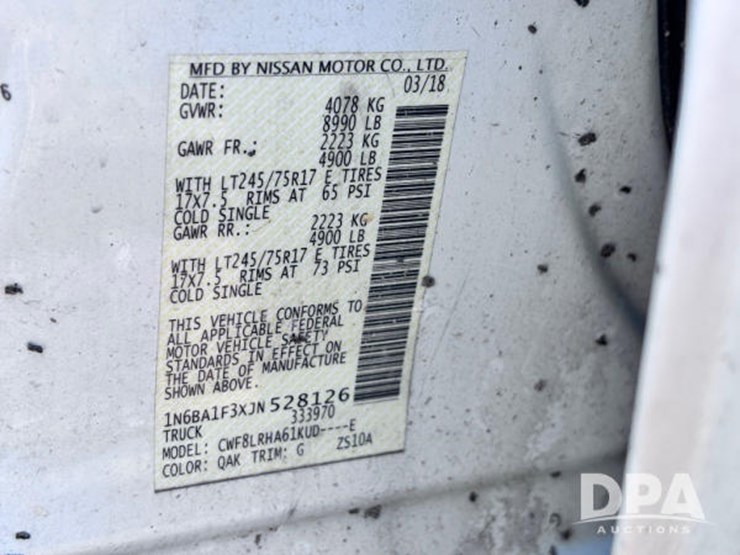 MFD BY NISSAN MOTOR CO., LTD.
DATE: 03/18
GVWR: 4078 KG
8990 LB
GAWR FR.: 2223 KG
4900 LB
WITH LT245/75R17 E TIRES
17X7.5 RIMS AT 65 PSI
COLD SINGLE
GAWR RR.: 2223 KG
4900 LB
WITH LT245/75R17 E TIRES
17X7.5 RIMS AT 73 PSI
COLD SINGLE
THIS VEHICLE CONFORMS TO
ALL APPLICABLE FEDERAL
MOTOR VEHICLE SAFETY
STANDARDS IN EFFECT ON
THE DATE OF MANUFACTURE
SHOWN ABOVE.
1N6BA1F3XJN528126
TRUCK 333970
MODEL: CWF8LRHA61KUD----E
COLOR: QAK TRIM: G ZS10A
DPA
AUCTIONS